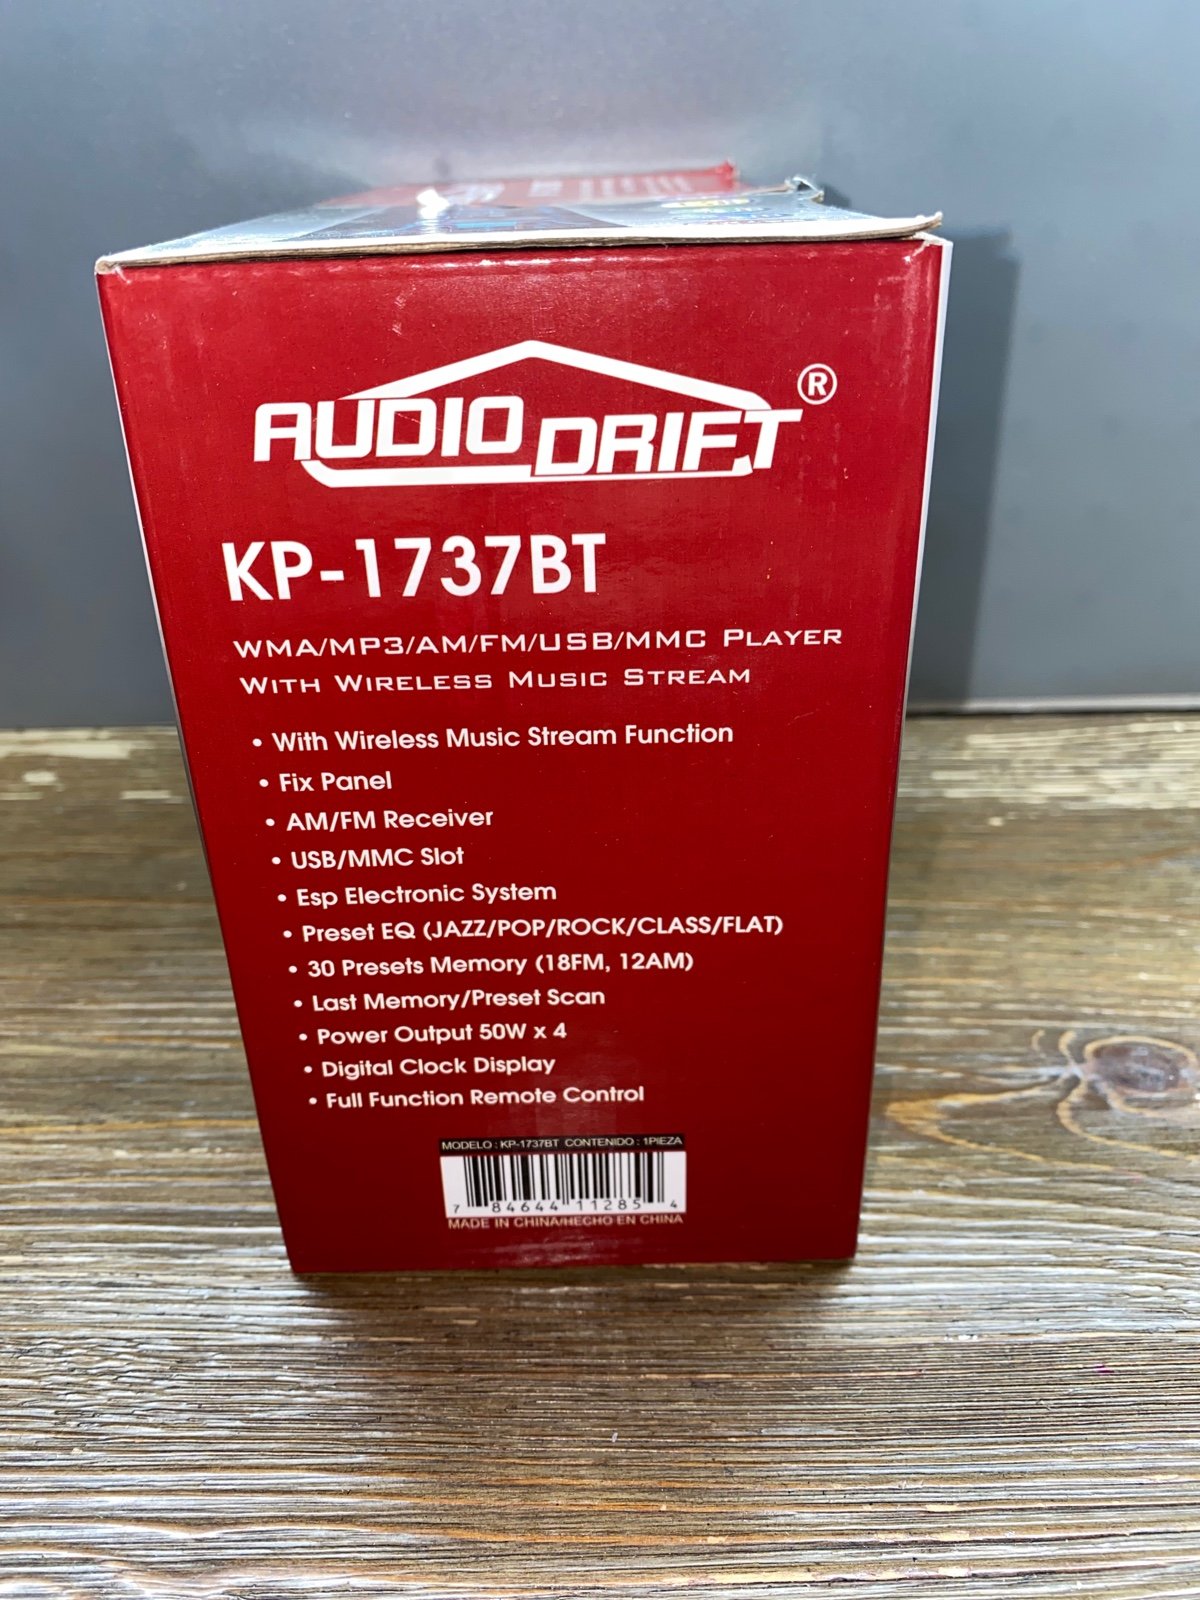 AUDIO DRIFT®
KP-1737BT
WMA/MP3/AM/FM/USB/MMC PLAYER
WITH WIRELESS MUSIC STREAM
• With Wireless Music Stream Function
• Fix Panel
• AM/FM Receiver
• USB/MMC Slot
• Esp Electronic System
• Preset EQ (JAZZ/POP/ROCK/CLASS/FLAT)
• 30 Presets Memory (18FM, 12AM)
• Last Memory/Preset Scan
• Power Output 50W x 4
• Digital Clock Display
• Full Function Remote Control
MODELO : KP-1737BT CONTENIDO : 1PIEZA
7 84644 11285 4
MADE IN CHINA/HECHO EN CHINA